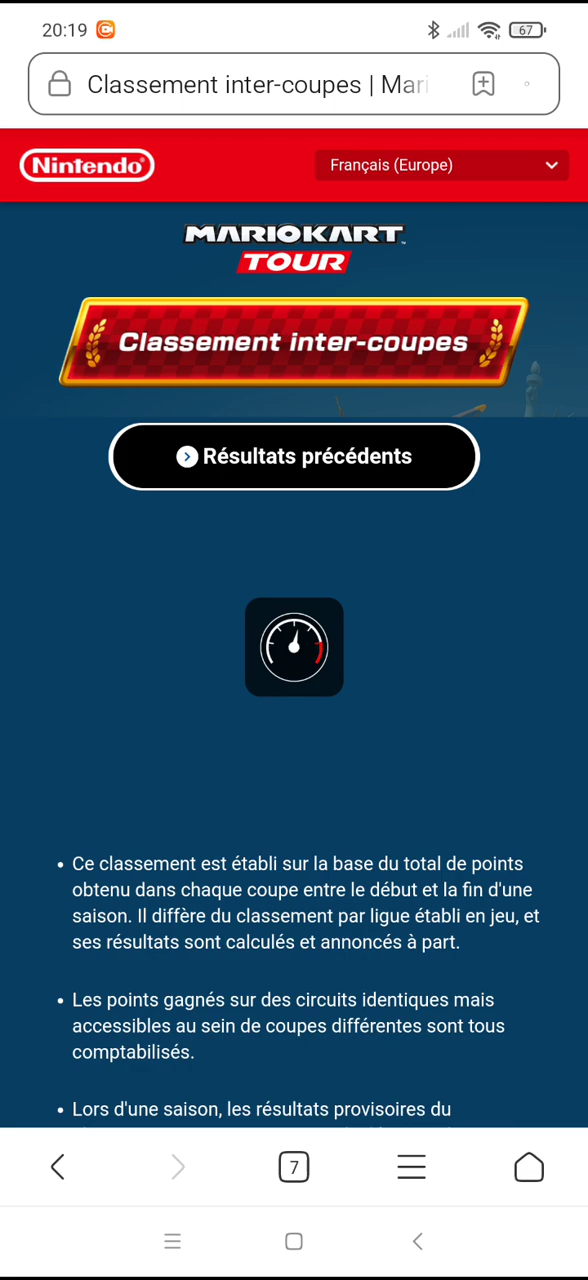 20:19
67
Classement inter-coupes | Mari
Nintendo
Français (Europe)
MARIOKART
TOUR
Classement inter-coupes
Résultats précédents
• Ce classement est établi sur la base du total de points
obtenu dans chaque coupe entre le début et la fin d'une
saison. Il diffère du classement par ligue établi en jeu, et
ses résultats sont calculés et annoncés à part.
• Les points gagnés sur des circuits identiques mais
accessibles au sein de coupes différentes sont tous
comptabilisés.
• Lors d'une saison, les résultats provisoires du
7